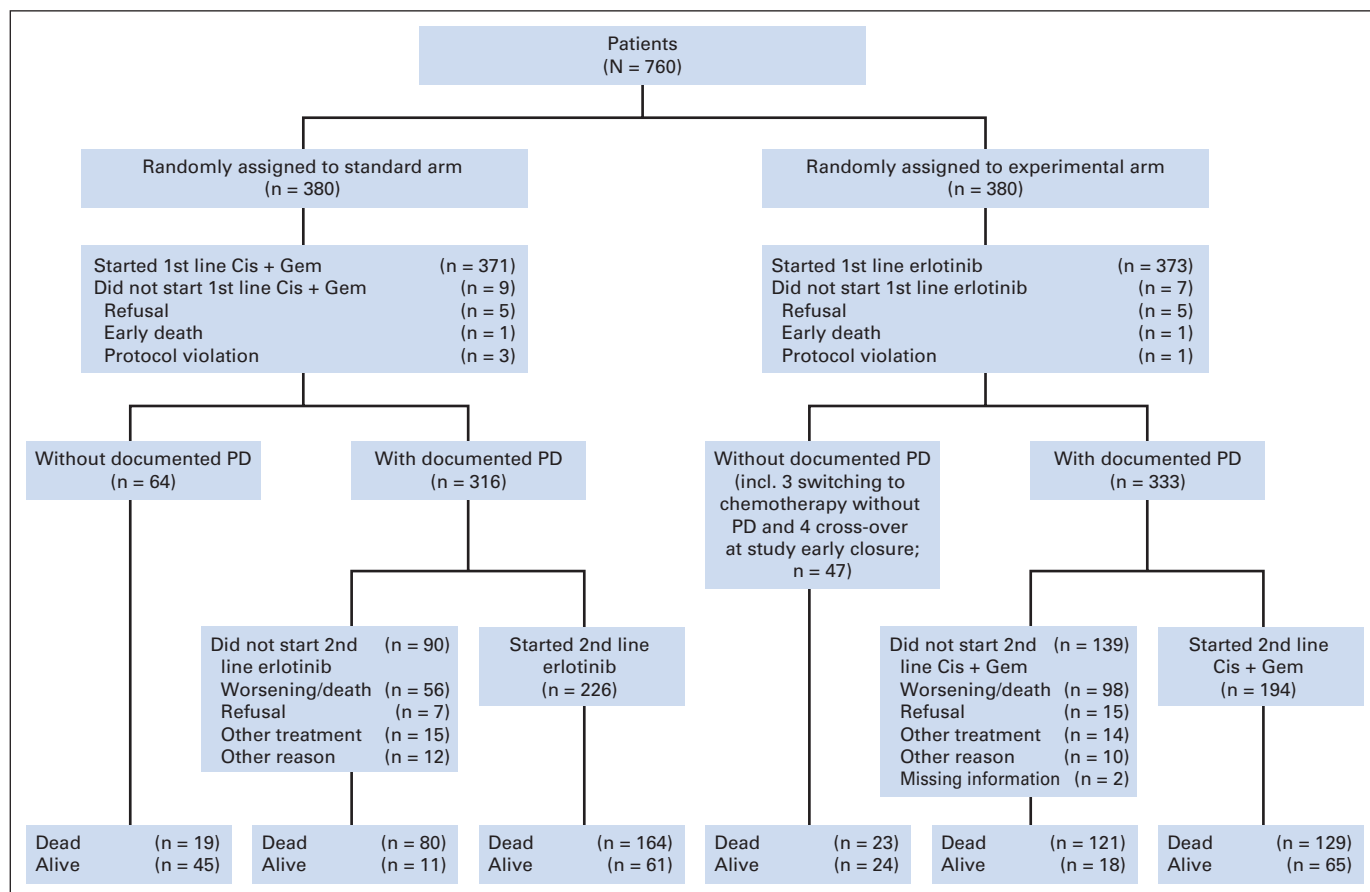 Patients
(N = 760)
Randomly assigned to standard arm
(n = 380)
Randomly assigned to experimental arm
(n = 380)
Started 1st line Cis + Gem (n = 371)
Did not start 1st line Cis + Gem (n = 9)
Refusal (n = 5)
Early death (n = 1)
Protocol violation (n = 3)
Started 1st line erlotinib (n = 373)
Did not start 1st line erlotinib (n = 7)
Refusal (n = 5)
Early death (n = 1)
Protocol violation (n = 1)
Without documented PD
(n = 64)
With documented PD
(n = 316)
Without documented PD
(incl. 3 switching to
chemotherapy without
PD and 4 cross-over
at study early closure;
n = 47)
With documented PD
(n = 333)
Did not start 2nd (n = 90)
line erlotinib
Worsening/death (n = 56)
Refusal (n = 7)
Other treatment (n = 15)
Other reason (n = 12)
Started 2nd line
erlotinib
(n = 226)
Did not start 2nd (n = 139)
line Cis + Gem
Worsening/death (n = 98)
Refusal (n = 15)
Other treatment (n = 14)
Other reason (n = 10)
Missing information (n = 2)
Started 2nd line
Cis + Gem
(n = 194)
Dead (n = 19)
Alive (n = 45)
Dead (n = 80)
Alive (n = 11)
Dead (n = 164)
Alive (n = 61)
Dead (n = 23)
Alive (n = 24)
Dead (n = 121)
Alive (n = 18)
Dead (n = 129)
Alive (n = 65)